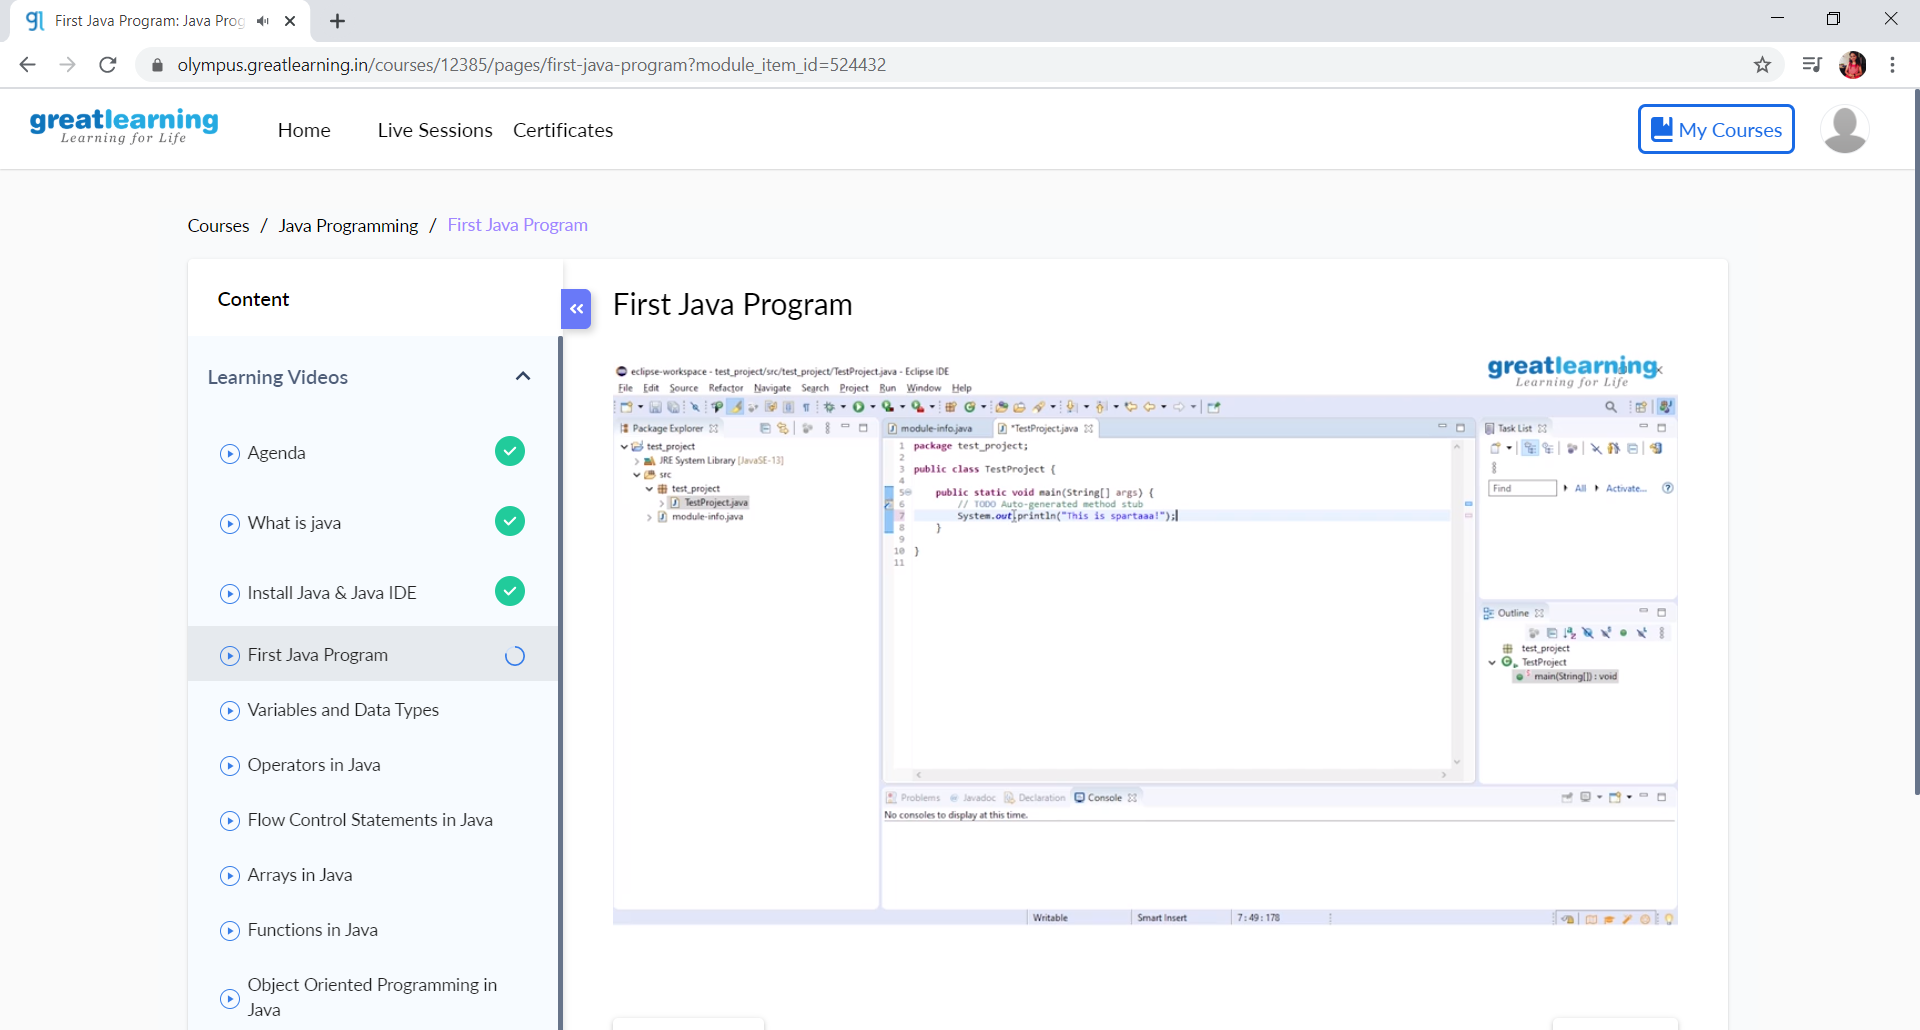 First Java Program: Java Prog
olympus.greatlearning.in/courses/12385/pages/first-java-program?module_item_id=524432
greatlearning
Learning for Life
Home
Live Sessions
Certificates
My Courses
Courses / Java Programming / First Java Program
Content
Learning Videos
Agenda
What is java
Install Java & Java IDE
First Java Program
Variables and Data Types
Operators in Java
Flow Control Statements in Java
Arrays in Java
Functions in Java
Object Oriented Programming in
Java
First Java Program
greatlearning
Learning for Life
eclipse-workspace - test_project/src/test_project/TestProject.java - Eclipse IDE
File Edit Source Refactor Navigate Search Project Run Window Help
Package Explorer
test_project
JRE System Library [JavaSE-13]
src
test_project
TestProject.java
module-info.java
module-info.java
*TestProject.java
1 package test_project;
2
3 public class TestProject {
4
5 public static void main(String[] args) {
6 // TODO Auto-generated method stub
7 System.out.println("This is spartaaa!");
8 }
9
10 }
11
Task List
Find
All
Activate...
Outline
test_project
TestProject
main(String[]) : void
Problems
Javadoc
Declaration
Console
No consoles to display at this time.
Writable
Smart Insert
7 : 49 : 178